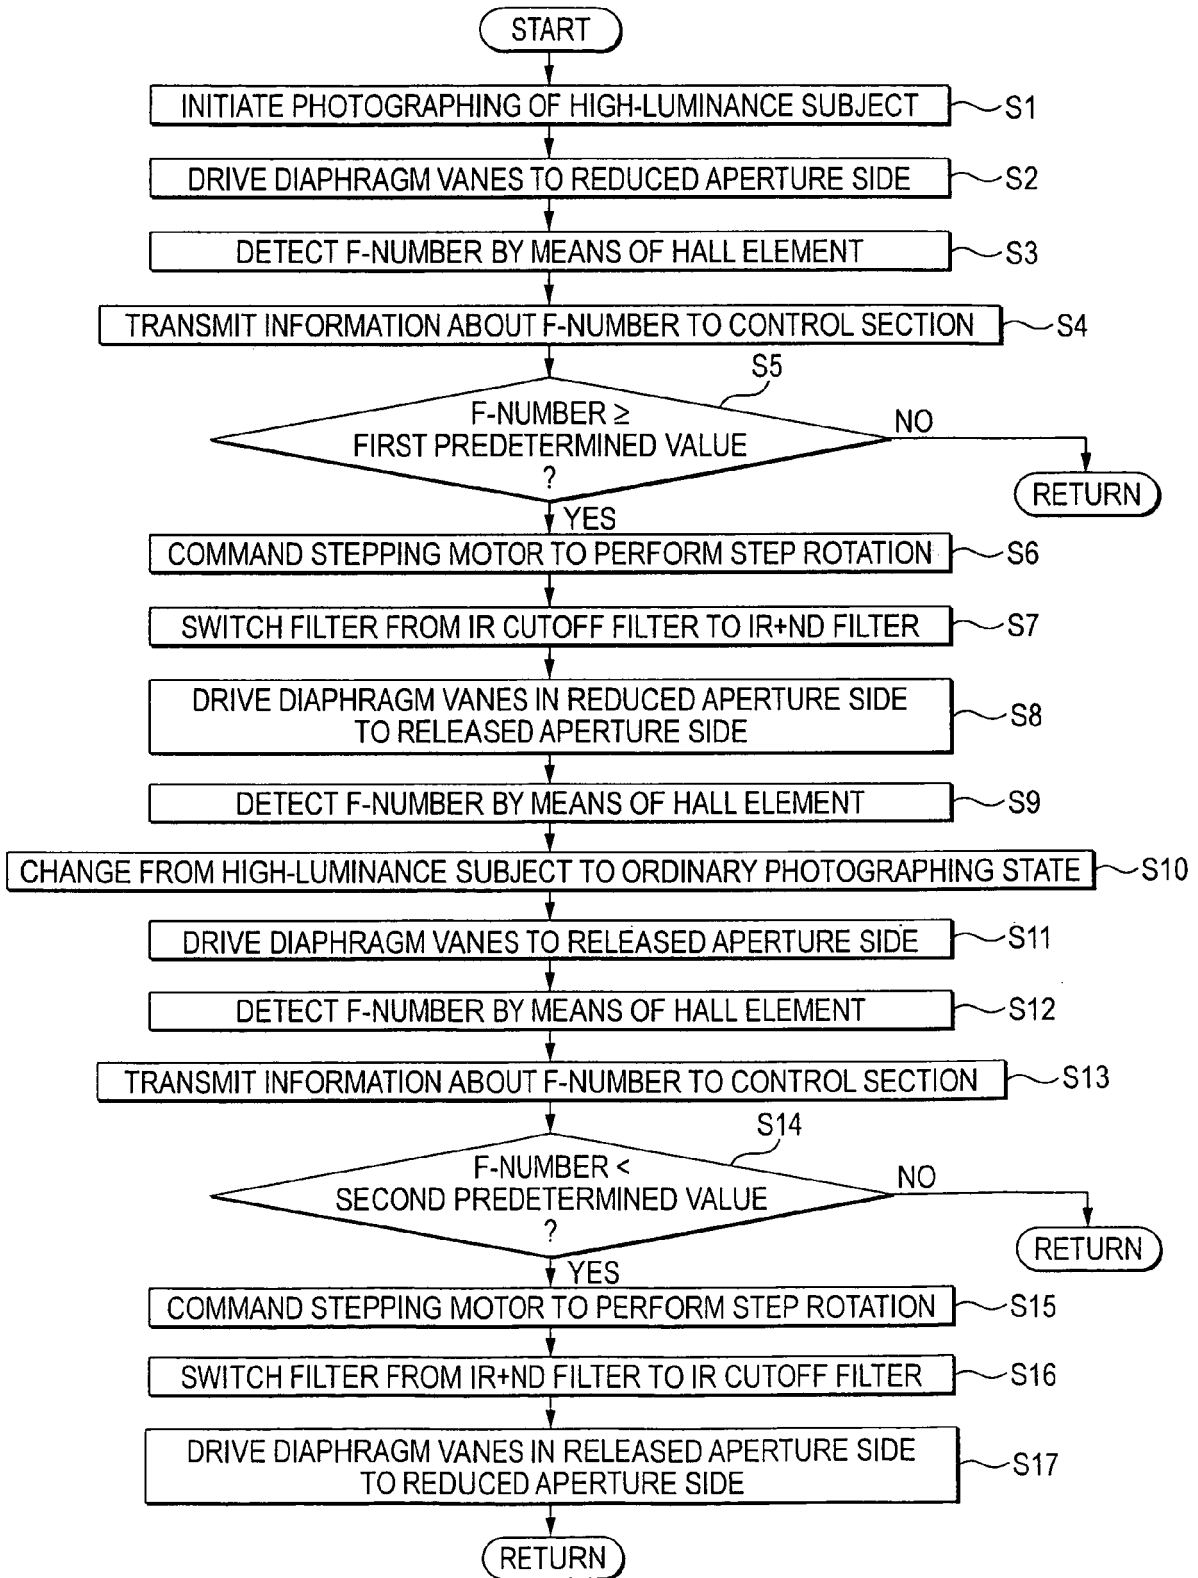 START
INITIATE PHOTOGRAPHING OF HIGH-LUMINANCE SUBJECT
S1
DRIVE DIAPHRAGM VANES TO REDUCED APERTURE SIDE
S2
DETECT F-NUMBER BY MEANS OF HALL ELEMENT
S3
TRANSMIT INFORMATION ABOUT F-NUMBER TO CONTROL SECTION
S4
S5
F-NUMBER ≥
FIRST PREDETERMINED VALUE
?
NO
RETURN
YES
COMMAND STEPPING MOTOR TO PERFORM STEP ROTATION
S6
SWITCH FILTER FROM IR CUTOFF FILTER TO IR+ND FILTER
S7
DRIVE DIAPHRAGM VANES IN REDUCED APERTURE SIDE
TO RELEASED APERTURE SIDE
S8
DETECT F-NUMBER BY MEANS OF HALL ELEMENT
S9
CHANGE FROM HIGH-LUMINANCE SUBJECT TO ORDINARY PHOTOGRAPHING STATE
S10
DRIVE DIAPHRAGM VANES TO RELEASED APERTURE SIDE
S11
DETECT F-NUMBER BY MEANS OF HALL ELEMENT
S12
TRANSMIT INFORMATION ABOUT F-NUMBER TO CONTROL SECTION
S13
S14
F-NUMBER <
SECOND PREDETERMINED VALUE
?
NO
RETURN
YES
COMMAND STEPPING MOTOR TO PERFORM STEP ROTATION
S15
SWITCH FILTER FROM IR+ND FILTER TO IR CUTOFF FILTER
S16
DRIVE DIAPHRAGM VANES IN RELEASED APERTURE SIDE
TO REDUCED APERTURE SIDE
S17
RETURN